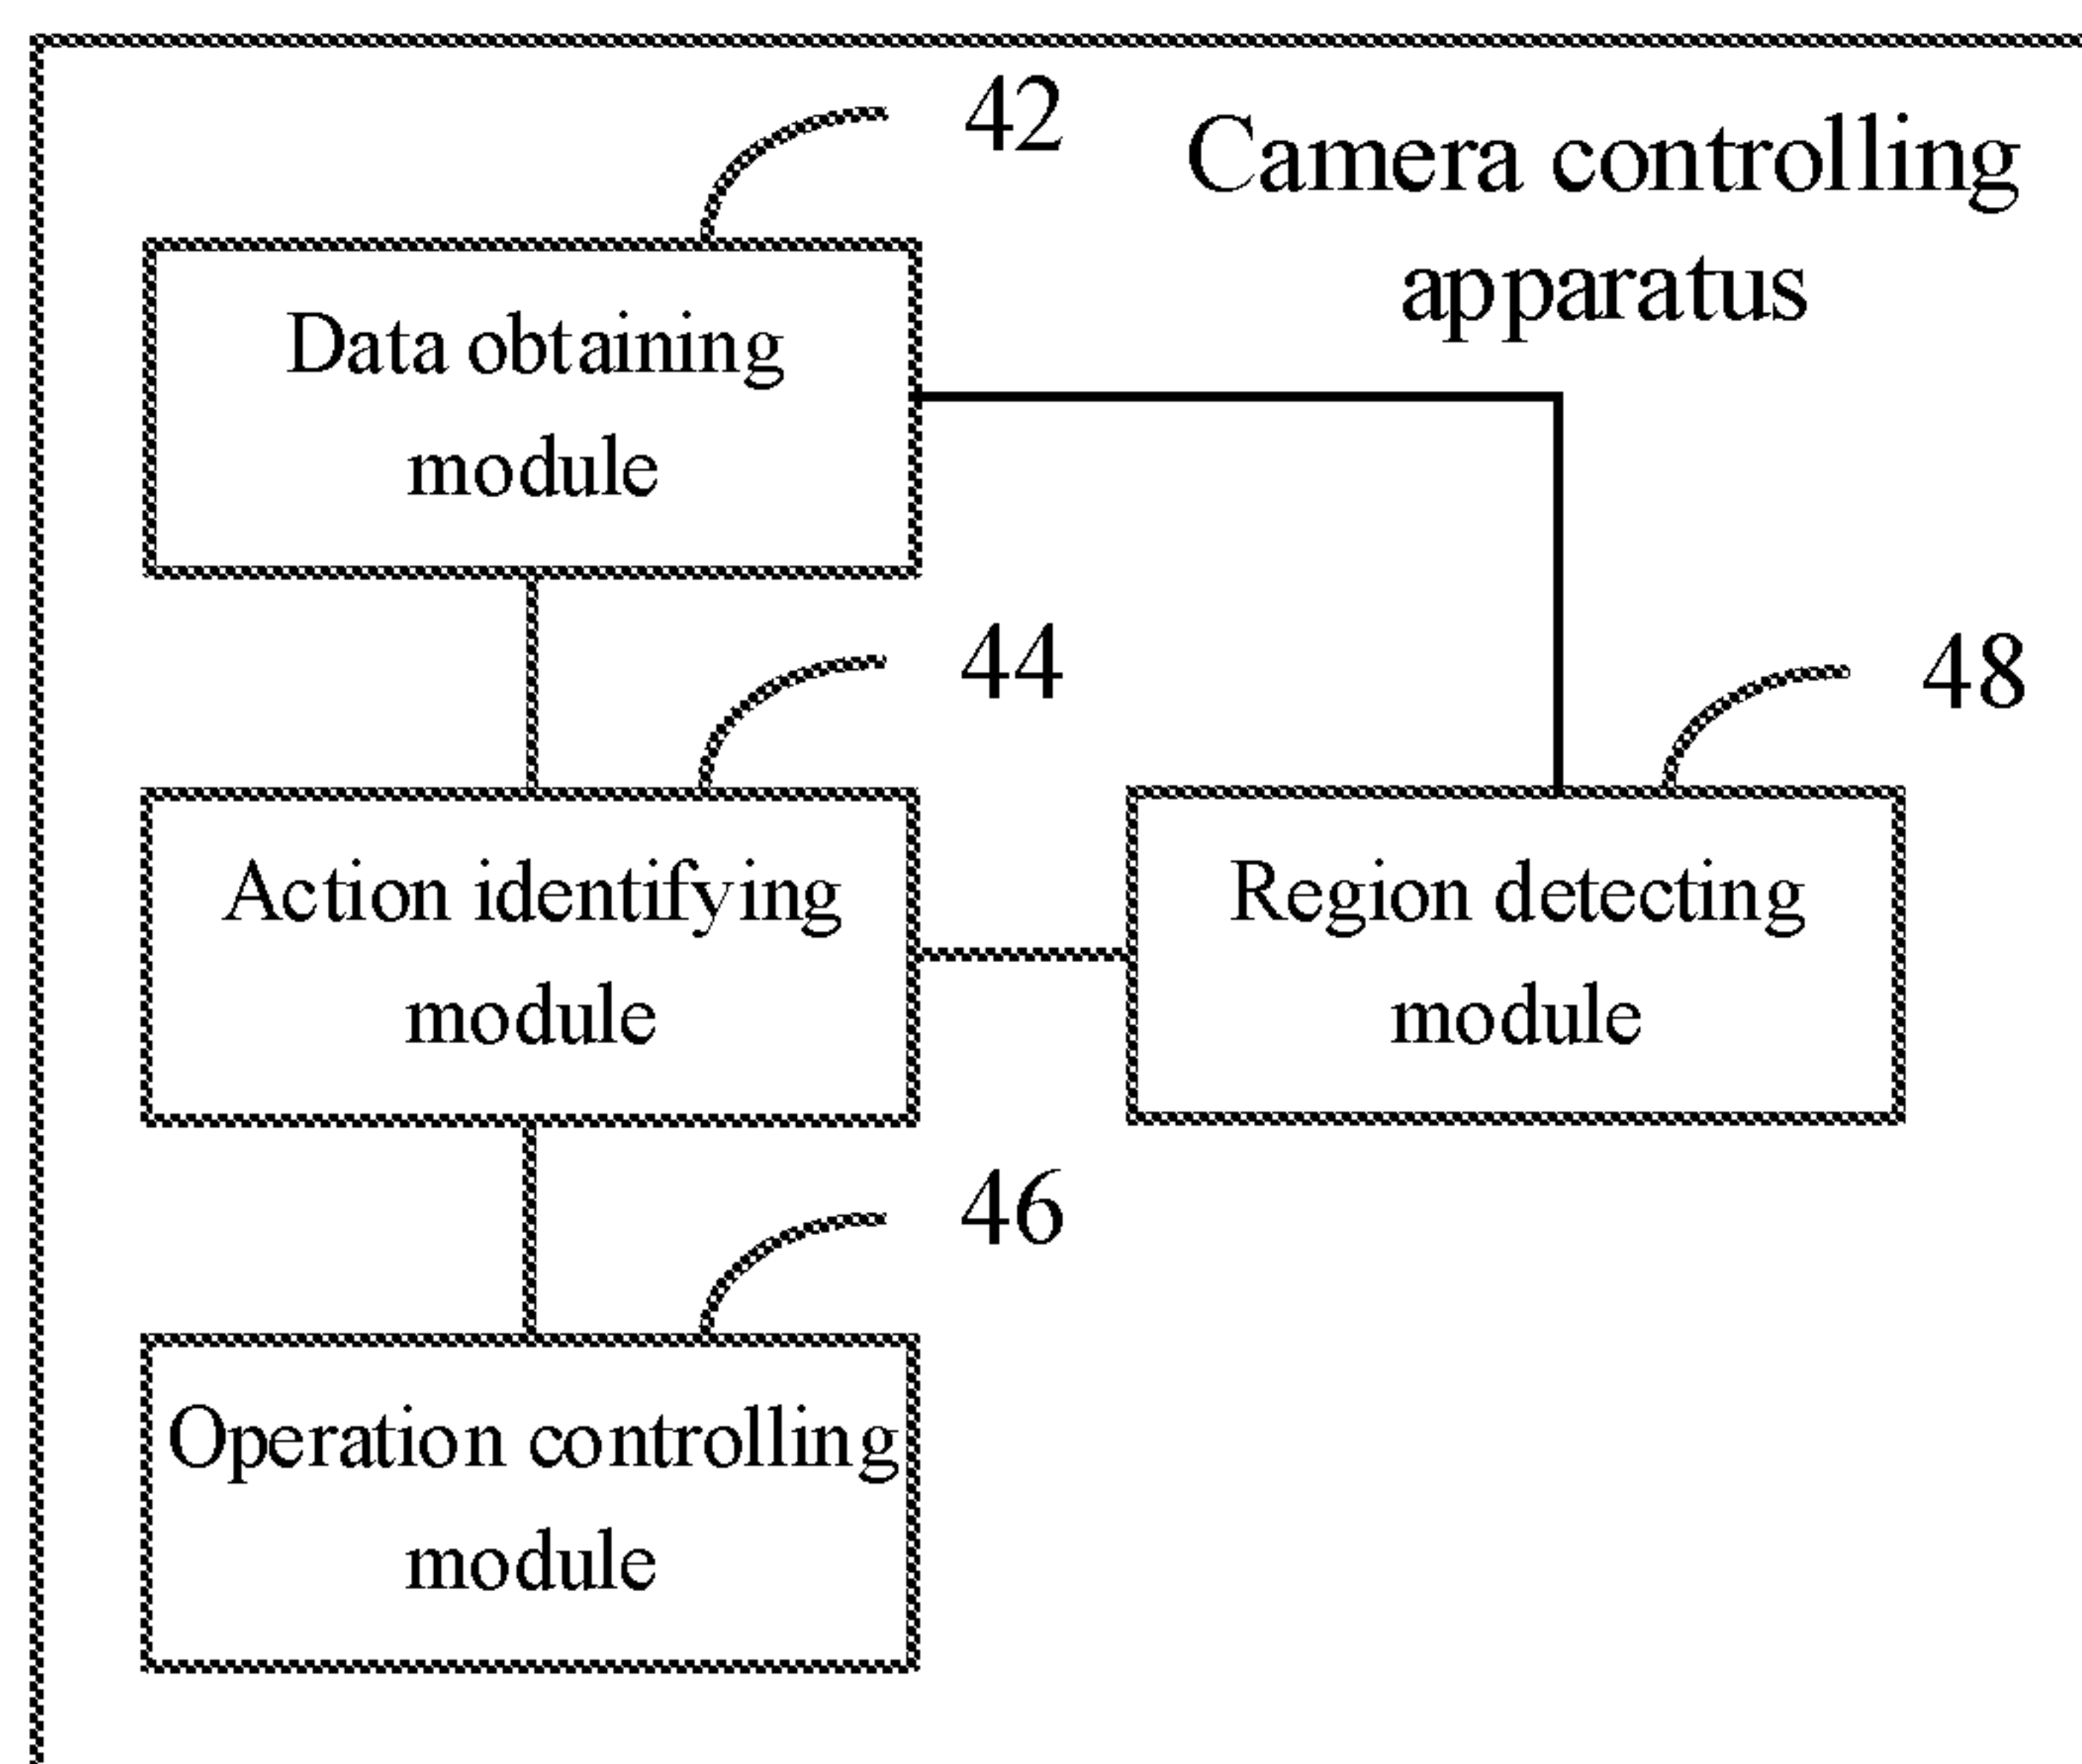 42
Camera controlling
apparatus
Data obtaining
module
44
48
Action identifying
module
Region detecting
module
46
Operation controlling
module